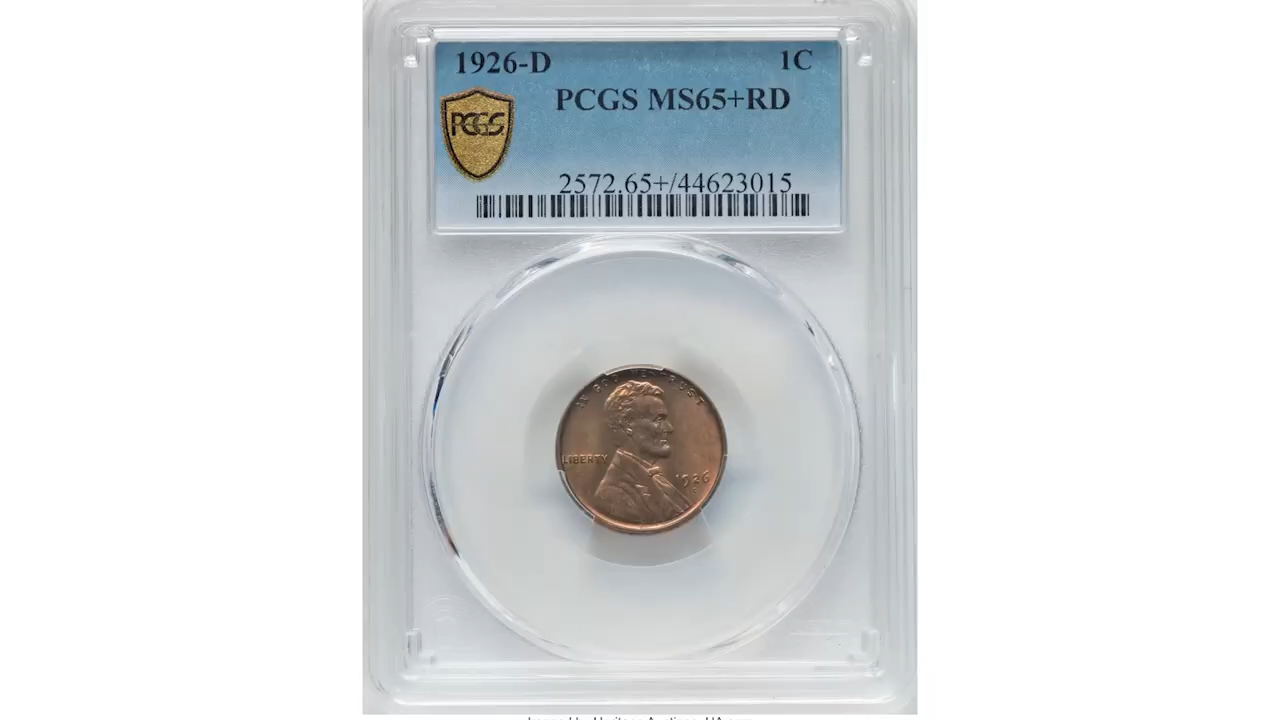 1926-D 1C
PCGS MS65+RD
PCGS
2572.65+/44623015
IN GOD WE TRUST
LIBERTY
1926